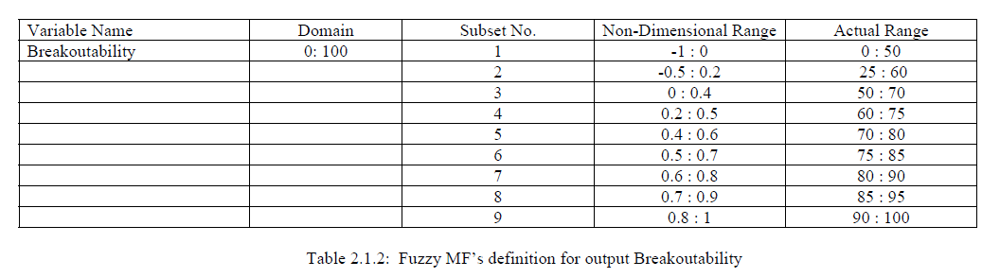 Variable Name Domain Subset No. Non-Dimensional Range Actual Range
Breakoutability 0: 100 1 -1 : 0 0 : 50
2 -0.5 : 0.2 25 : 60
3 0 : 0.4 50 : 70
4 0.2 : 0.5 60 : 75
5 0.4 : 0.6 70 : 80
6 0.5 : 0.7 75 : 85
7 0.6 : 0.8 80 : 90
8 0.7 : 0.9 85 : 95
9 0.8 : 1 90 : 100
Table 2.1.2: Fuzzy MF’s definition for output Breakoutability